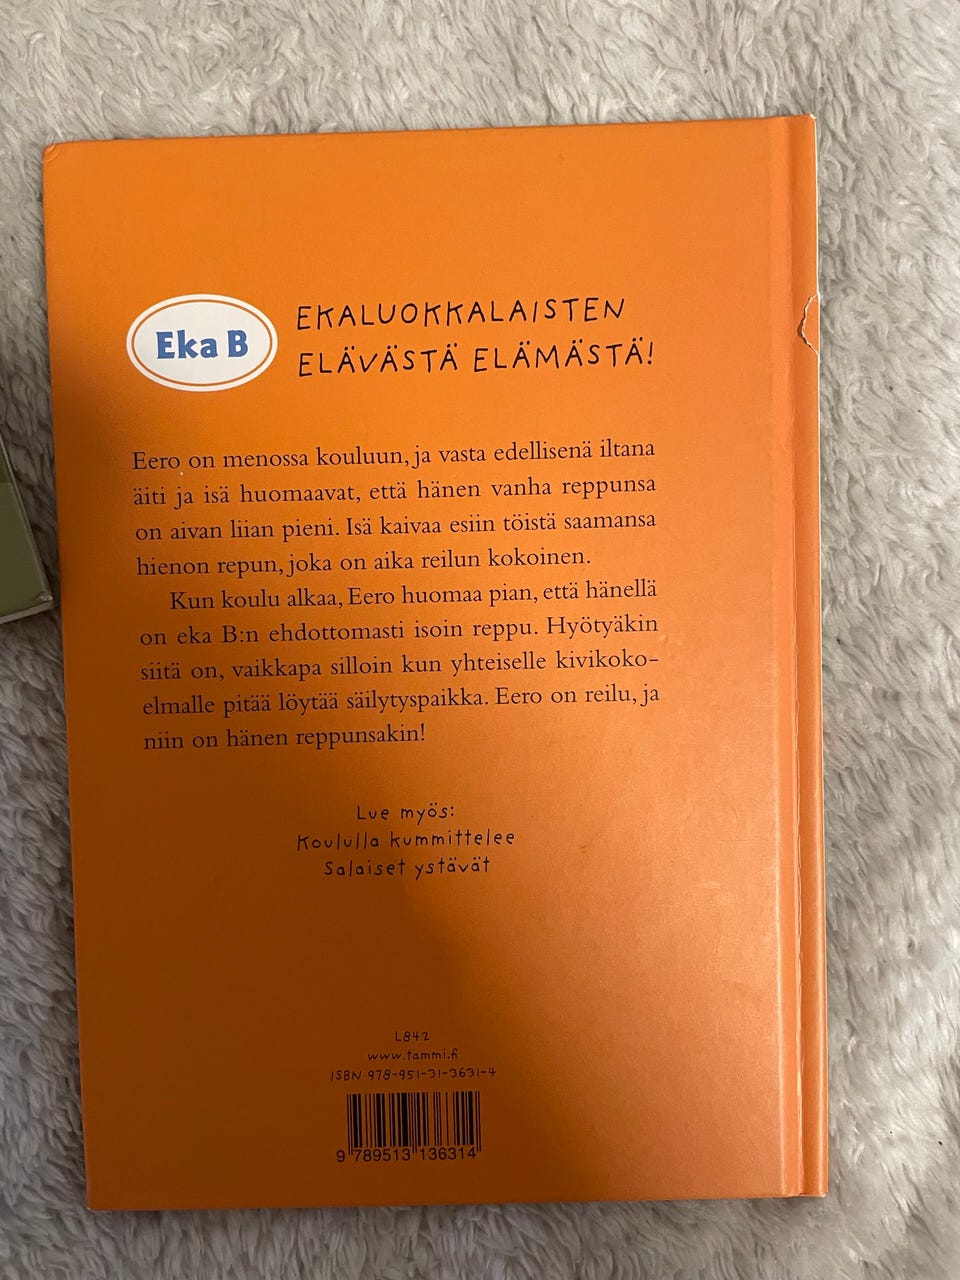 Eka B
EKALUOKKALAISTEN
ELÄVÄSTÄ ELÄMÄSTÄ!
Eero on menossa kouluun, ja vasta edellisenä iltana
äiti ja isä huomaavat, että hänen vanha reppunsa
on aivan liian pieni. Isä kaivaa esiin töistä saamansa
hienon repun, joka on aika reilun kokoinen.
Kun koulu alkaa, Eero huomaa pian, että hänellä
on eka B:n ehdottomasti isoin reppu. Hyötyäkin
siitä on, vaikkapa silloin kun yhteiselle kivikoko-
elmalle pitää löytää säilytyspaikka. Eero on reilu, ja
niin on hänen reppunsakin!
Lue myös:
Koululla kummittelee
Salaiset ystävät
L842
www.tammi.fi
ISBN 978-951-31-3631-4
9 789513 136314